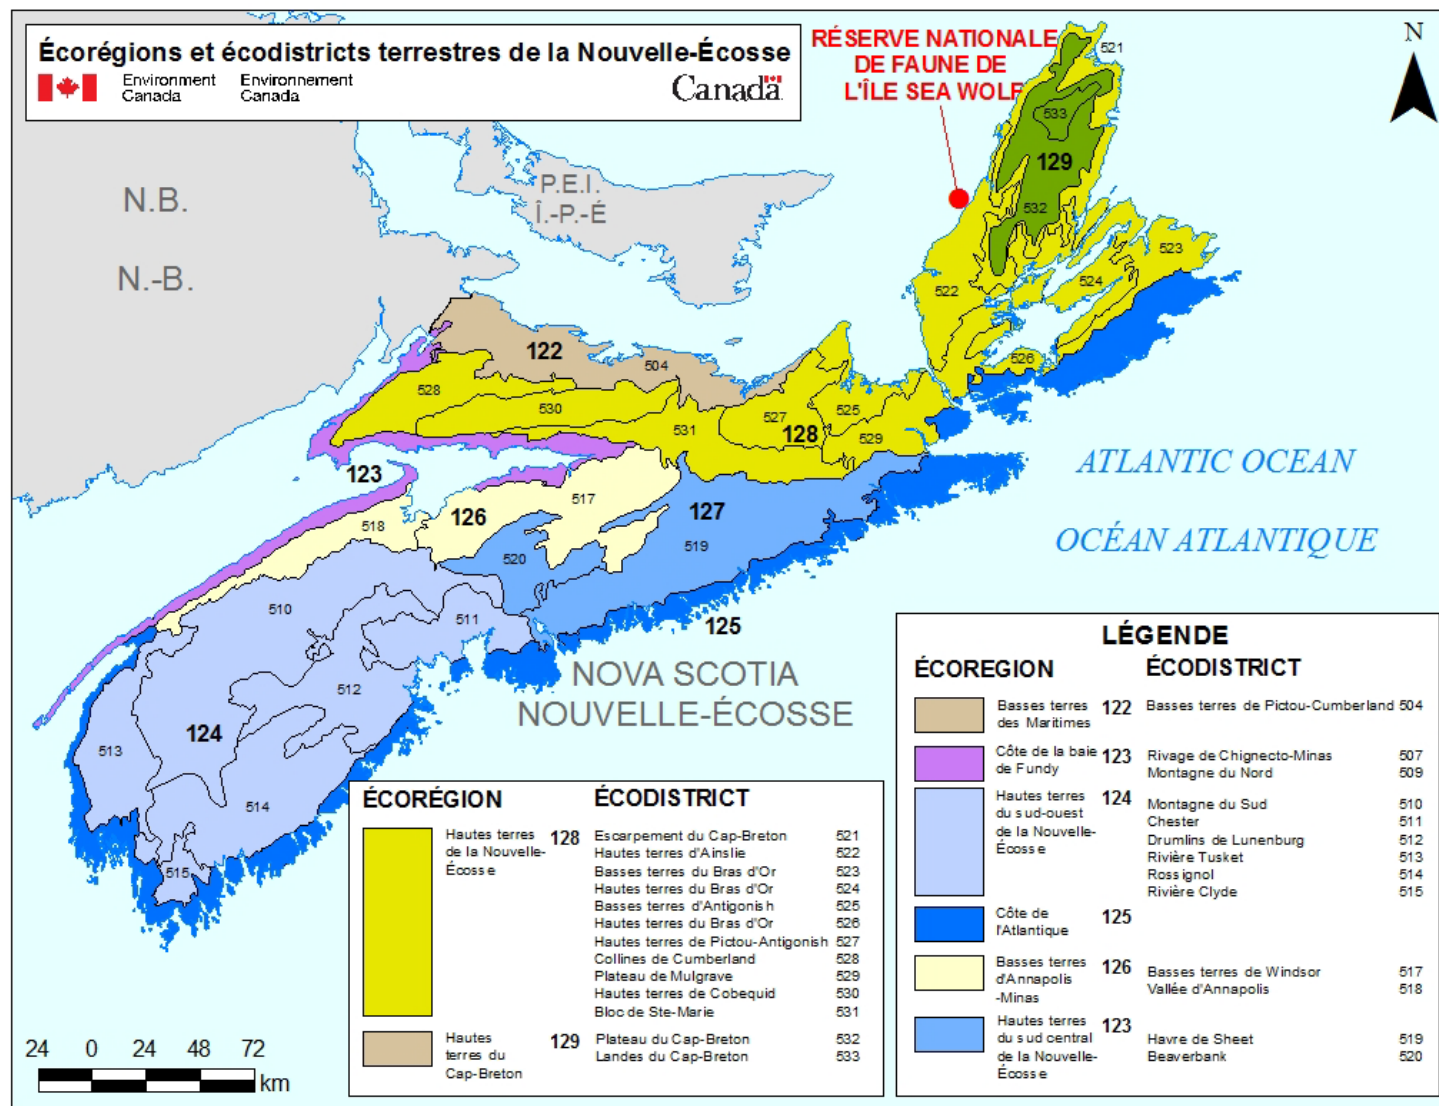 Écorégions et écodistricts terrestres de la Nouvelle-Écosse
Environment Canada
Environnement Canada
Canada
RÉSERVE NATIONALE
DE FAUNE DE
L'ÎLE SEA WOLF
N
N.B.
N.-B.
P.E.I.
Î.-P.-É
521
533
129
532
523
524
522
526
122
504
528
530
527
525
128
529
531
123
517
126
518
127
519
520
510
511
125
512
124
513
514
515
ATLANTIC OCEAN
OCÉAN ATLANTIQUE
NOVA SCOTIA
NOUVELLE-ÉCOSSE
ÉCORÉGION ÉCODISTRICT
Hautes terres de la Nouvelle-Écosse 128
Escarpement du Cap-Breton 521
Hautes terres d'Ainslie 522
Basses terres du Bras d'Or 523
Hautes terres du Bras d'Or 524
Basses terres d'Antigonish 525
Hautes terres du Bras d'Or 526
Hautes terres de Pictou-Antigonish 527
Collines de Cumberland 528
Plateau de Mulgrave 529
Hautes terres de Cobequid 530
Bloc de Ste-Marie 531
Hautes terres du Cap-Breton 129
Plateau du Cap-Breton 532
Landes du Cap-Breton 533
LÉGENDE
ÉCOREGION ÉCODISTRICT
Basses terres des Maritimes 122
Basses terres de Pictou-Cumberland 504
Côte de la baie de Fundy 123
Rivage de Chignecto-Minas 507
Montagne du Nord 509
Hautes terres du sud-ouest de la Nouvelle-Écosse 124
Montagne du Sud 510
Chester 511
Drumlins de Lunenburg 512
Rivière Tusket 513
Rossignol 514
Rivière Clyde 515
Côte de l'Atlantique 125
Basses terres d'Annapolis -Minas 126
Basses terres de Windsor 517
Vallée d'Annapolis 518
Hautes terres du sud central de la Nouvelle-Écosse 123
Havre de Sheet 519
Beaverbank 520
24 0 24 48 72
km